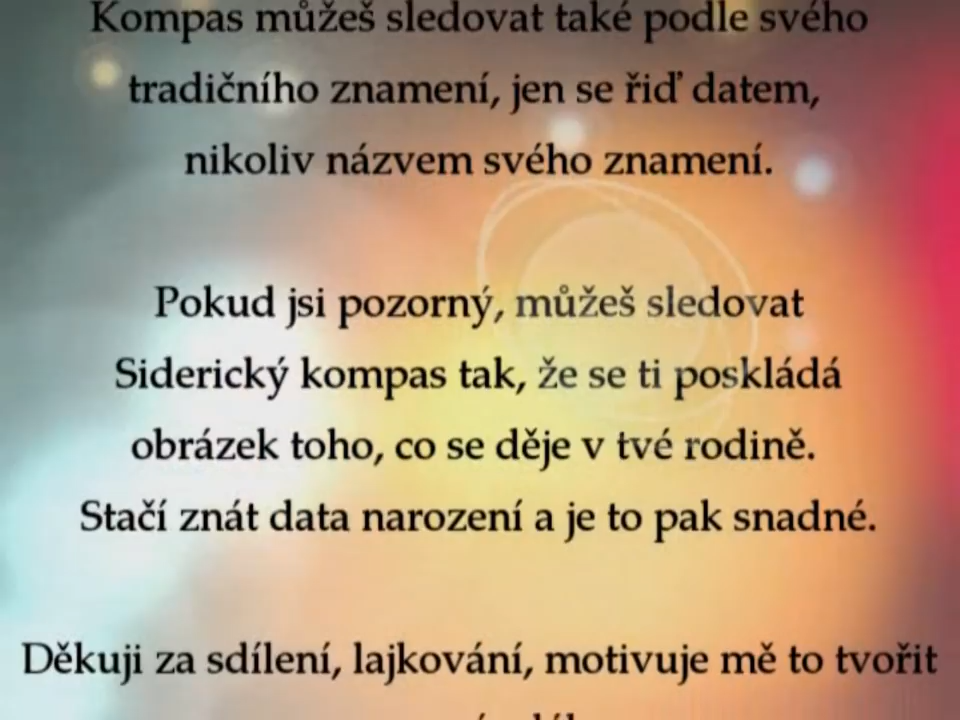 Kompas můžeš sledovat také podle svého
tradičního znamení, jen se řiď datem,
nikoliv názvem svého znamení.
Pokud jsi pozorný, můžeš sledovat
Siderický kompas tak, že se ti poskládá
obrázek toho, co se děje v tvé rodině.
Stačí znát data narození a je to pak snadné.
Děkuji za sdílení, lajkování, motivuje mě to tvořit